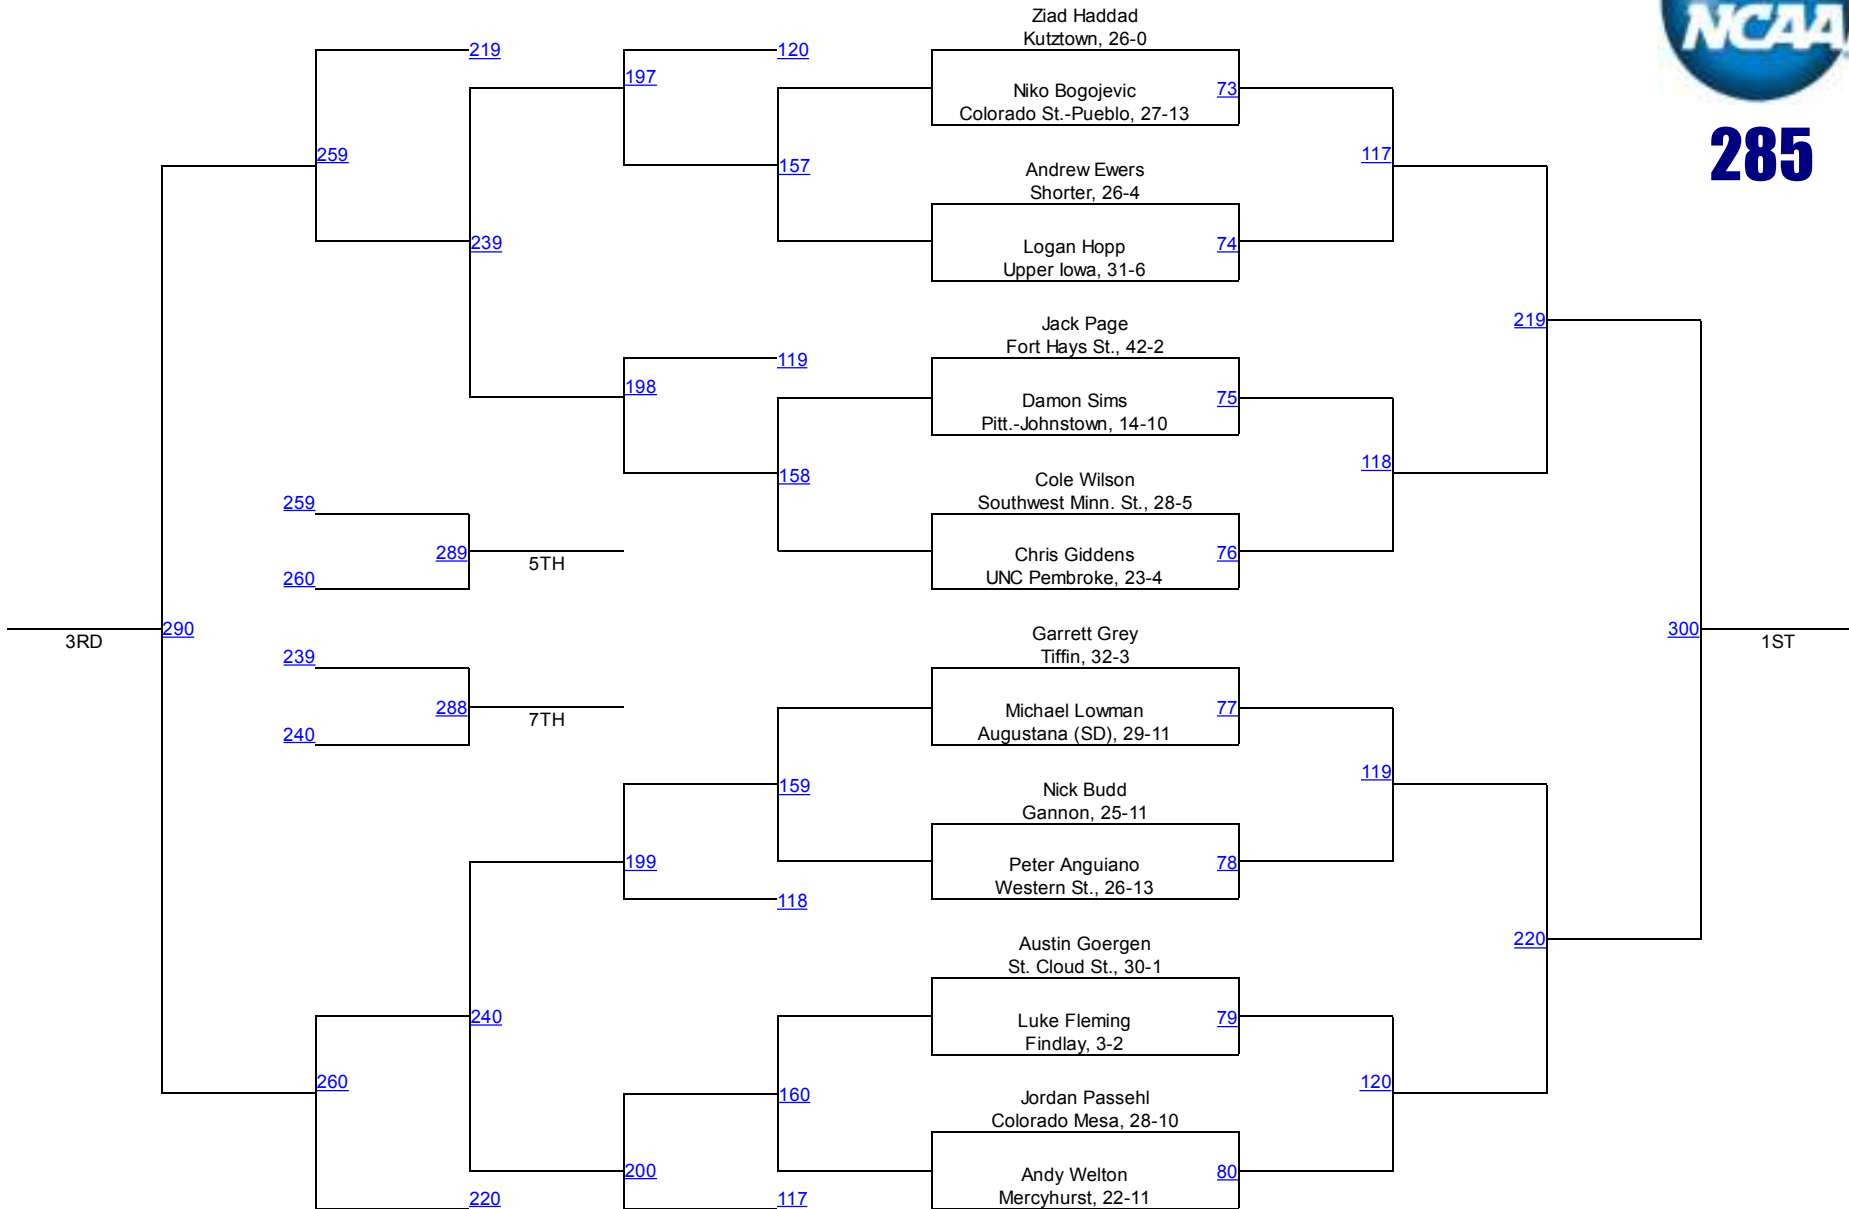 NCAA
285
Ziad Haddad
Kutztown, 26-0
219
120
197
Niko Bogojevic
73
Colorado St.-Pueblo, 27-13
259
157
117
Andrew Ewers
Shorter, 26-4
239
Logan Hopp
74
Upper Iowa, 31-6
Jack Page
219
Fort Hays St., 42-2
119
198
Damon Sims
75
Pitt.-Johnstown, 14-10
158
118
Cole Wilson
259
Southwest Minn. St., 28-5
289
5TH
Chris Giddens
76
260
UNC Pembroke, 23-4
3RD
290
Garrett Grey
300
1ST
239
Tiffin, 32-3
288
7TH
Michael Lowman
77
240
Augustana (SD), 29-11
159
119
Nick Budd
Gannon, 25-11
199
Peter Anguiano
78
Western St., 26-13
118
Austin Goergen
220
St. Cloud St., 30-1
240
Luke Fleming
79
Findlay, 3-2
260
160
120
Jordan Passehl
Colorado Mesa, 28-10
200
Andy Welton
80
220
117
Mercyhurst, 22-11